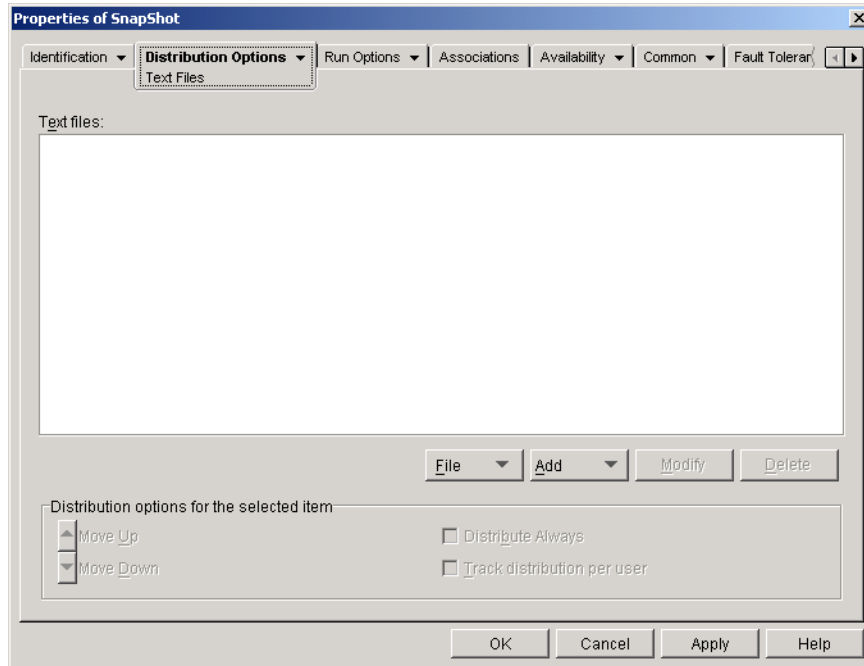 Properties of SnapShot
Identification Distribution Options Run Options Associations Availability Common Fault Toleran
Text Files
Text files:
File Add Modify Delete
Distribution options for the selected item
Move Up Distribute Always
Move Down Track distribution per user
OK Cancel Apply Help